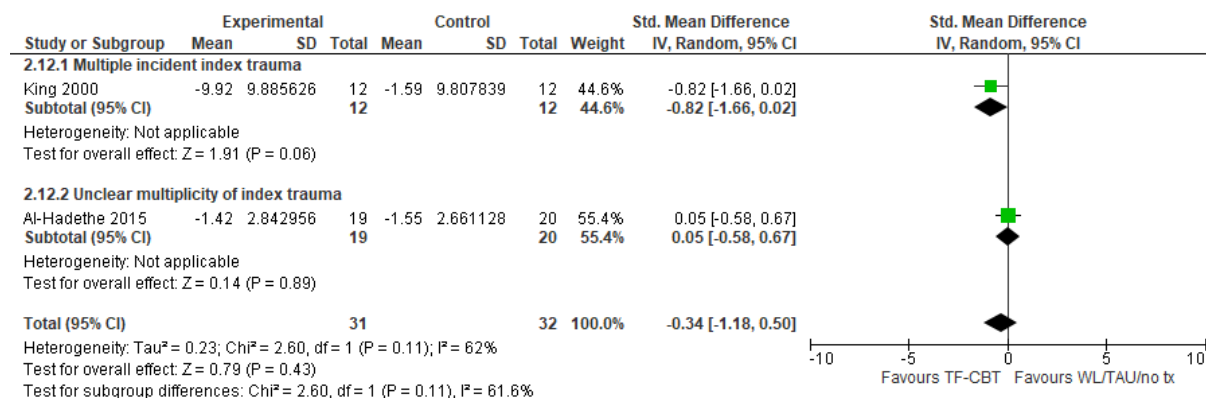 Experimental Control Std. Mean Difference Std. Mean Difference
Study or Subgroup Mean SD Total Mean SD Total Weight IV, Random, 95% CI IV, Random, 95% CI
2.12.1 Multiple incident index trauma
King 2000 -9.92 9.885626 12 -1.59 9.807839 12 44.6% -0.82 [-1.66, 0.02]
Subtotal (95% CI) 12 12 44.6% -0.82 [-1.66, 0.02]
Heterogeneity: Not applicable
Test for overall effect: Z = 1.91 (P = 0.06)
2.12.2 Unclear multiplicity of index trauma
Al-Hadethe 2015 -1.42 2.842956 19 -1.55 2.661128 20 55.4% 0.05 [-0.58, 0.67]
Subtotal (95% CI) 19 20 55.4% 0.05 [-0.58, 0.67]
Heterogeneity: Not applicable
Test for overall effect: Z = 0.14 (P = 0.89)
Total (95% CI) 31 32 100.0% -0.34 [-1.18, 0.50]
Heterogeneity: Tau² = 0.23; Chi² = 2.60, df = 1 (P = 0.11); I² = 62%
Test for overall effect: Z = 0.79 (P = 0.43)
Test for subgroup differences: Chi² = 2.60, df = 1 (P = 0.11), I² = 61.6%
-10 -5 0 5 10
Favours TF-CBT Favours WL/TAU/no tx